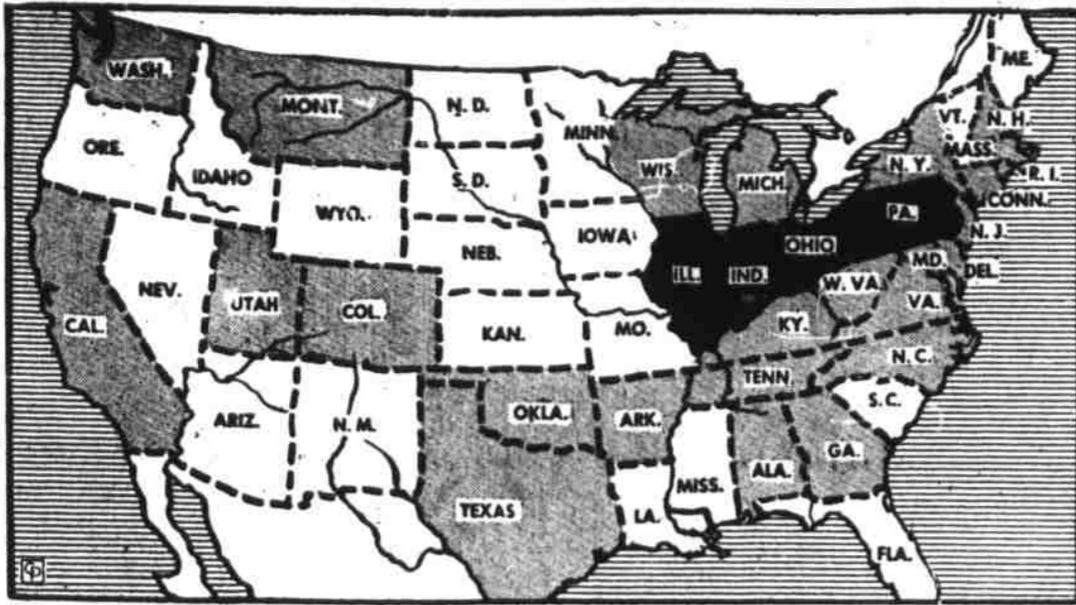 WASH.
MONT.
N. D.
MINN.
ME.
VT.
N. H.
ORE.
IDAHO
S. D.
WIS.
MICH.
N. Y.
MASS.
R. I.
CONN.
WYO.
IOWA
PA.
N. J.
NEB.
OHIO
NEV.
UTAH
COL.
ILL.
IND.
W. VA.
MD.
DEL.
CAL.
KAN.
MO.
KY.
VA.
N. C.
TENN
ARIZ.
N. M.
OKLA.
ARK.
S. C.
TEXAS
MISS.
ALA.
GA.
LA.
FLA.
CP